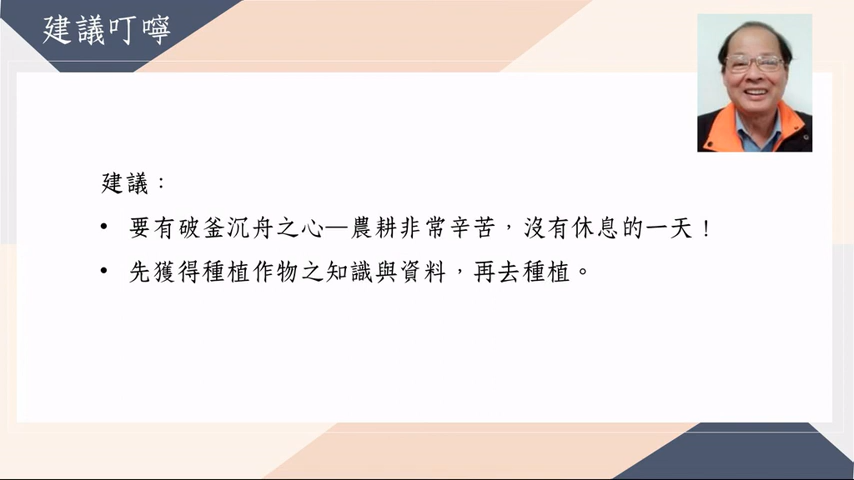 建議叮嚀
建議：
• 要有破釜沉舟之心—農耕非常辛苦，沒有休息的一天！
• 先獲得種植作物之知識與資料，再去種植。